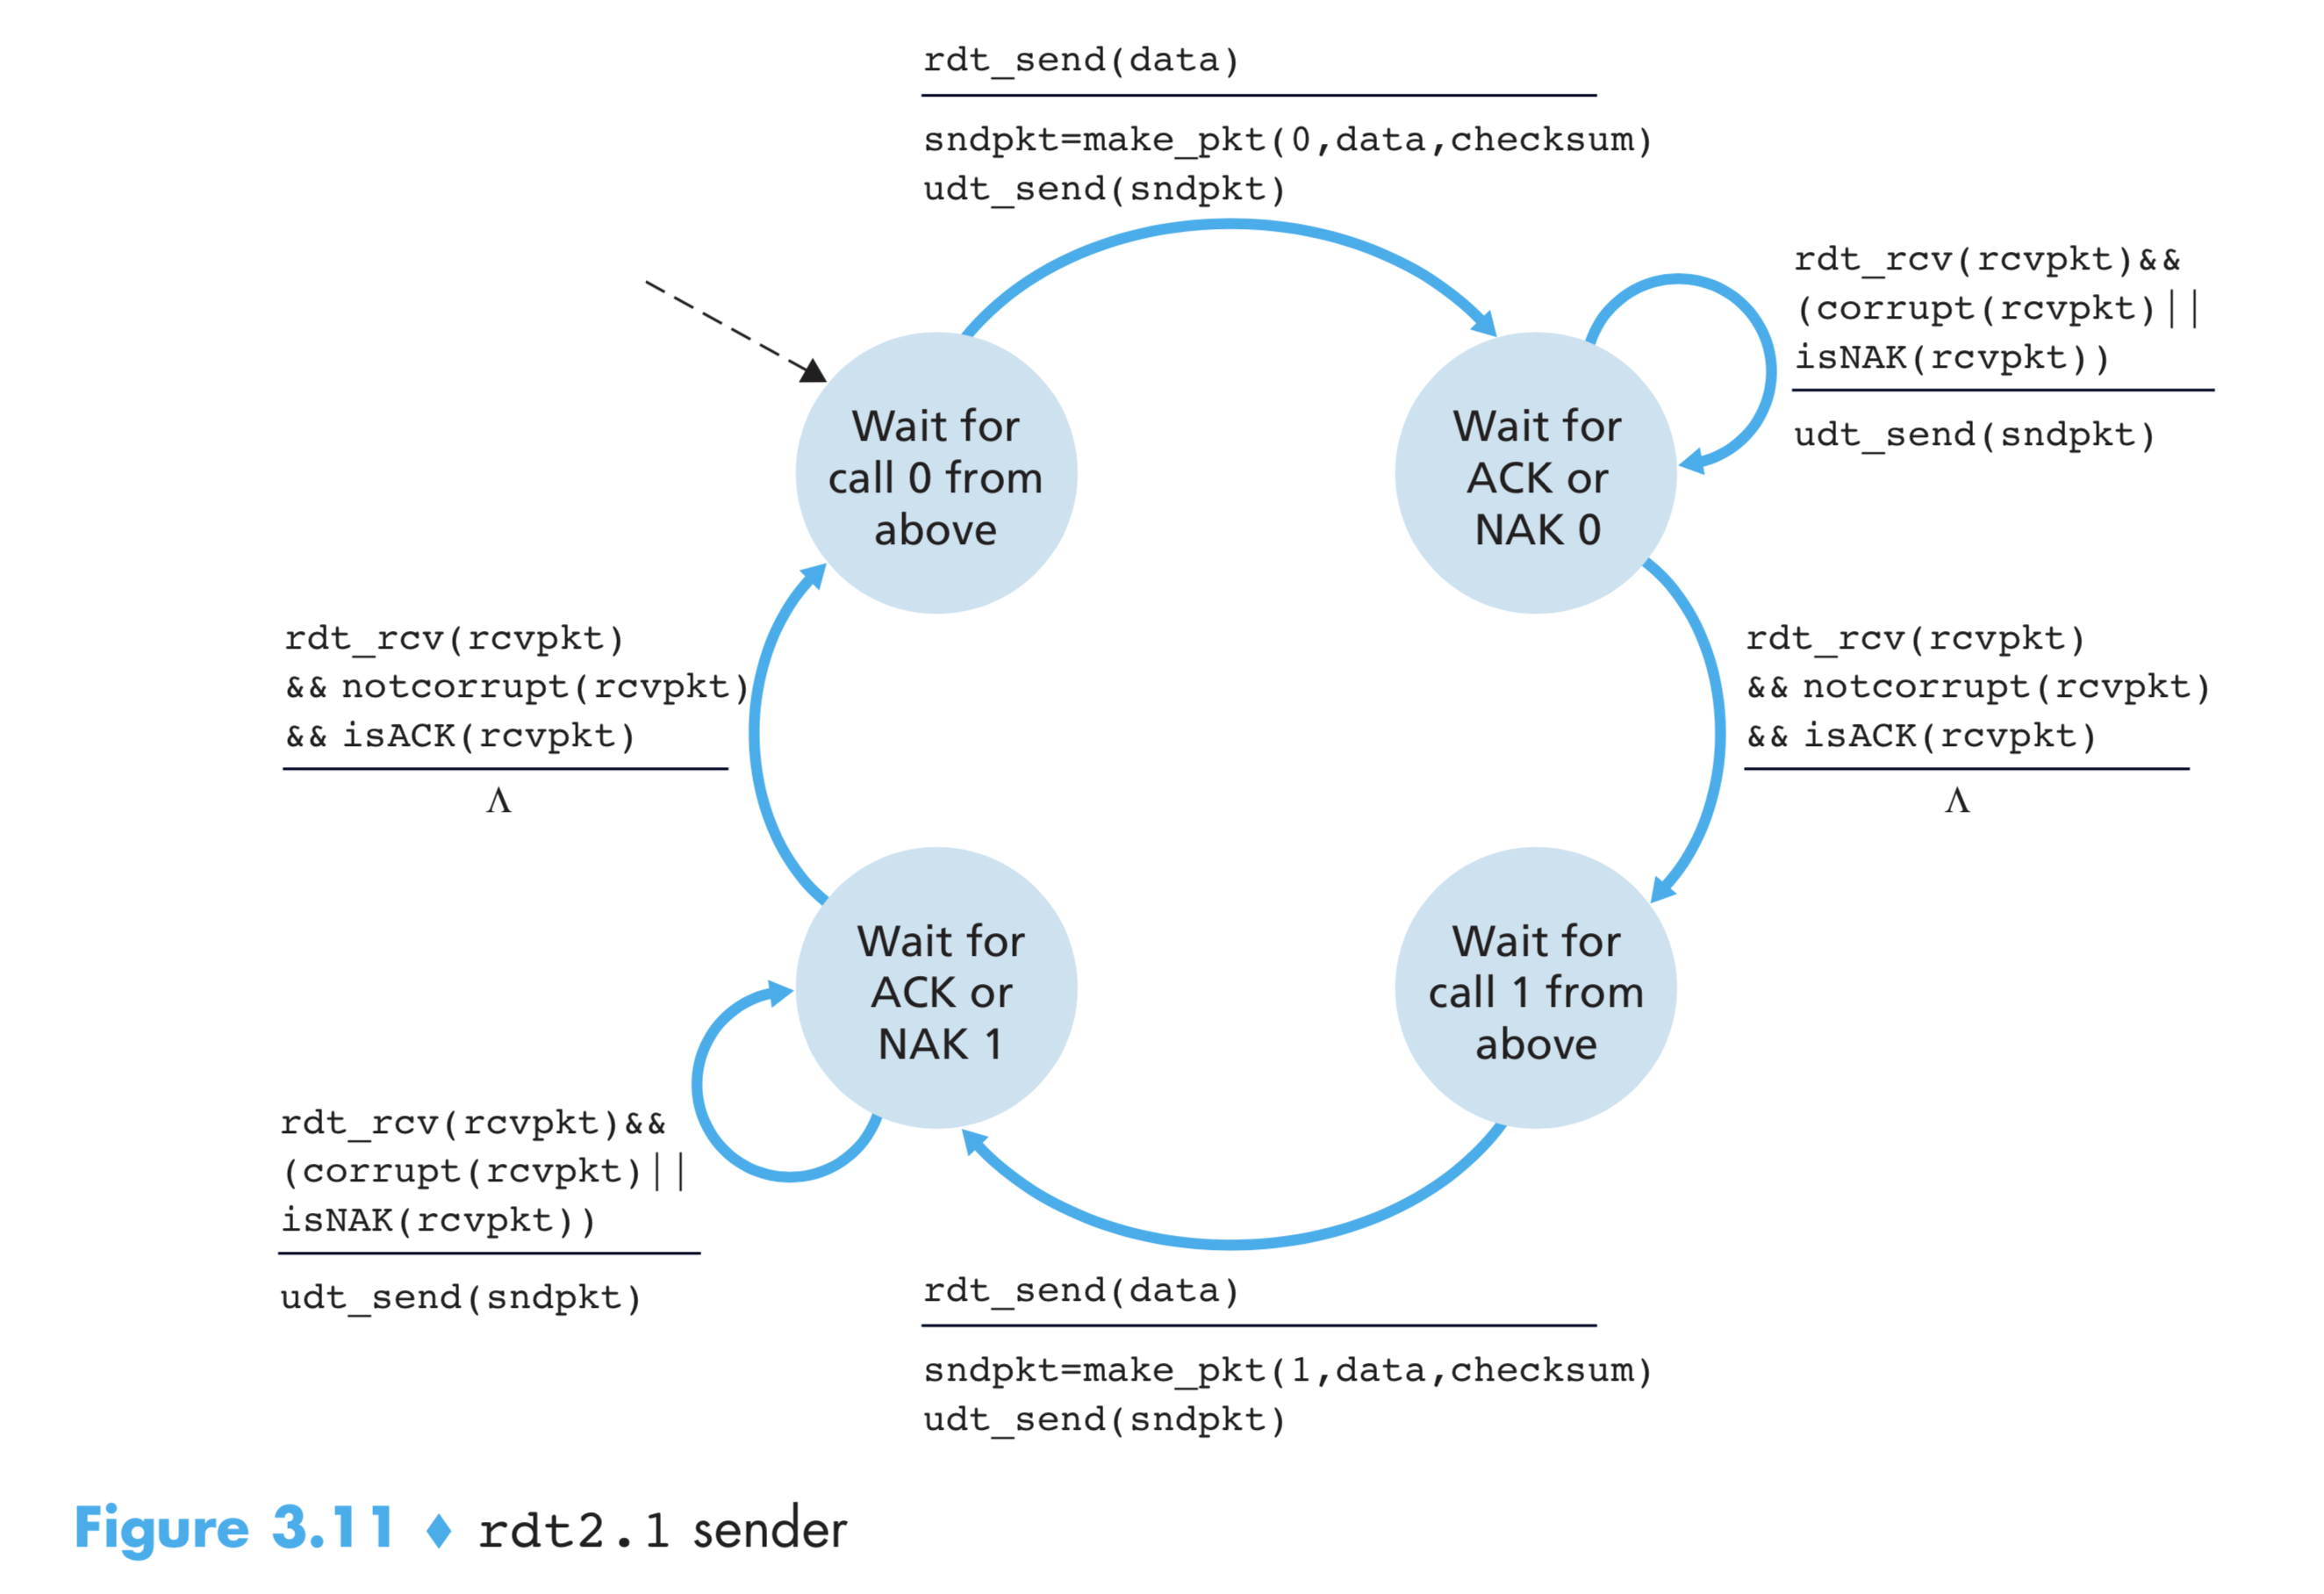 rdt_send(data)
sndpkt=make_pkt(0,data,checksum)
udt_send(sndpkt)
rdt_rcv(rcvpkt)&&
(corrupt(rcvpkt)||
isNAK(rcvpkt))
udt_send(sndpkt)
Wait for
call 0 from
above
Wait for
ACK or
NAK 0
rdt_rcv(rcvpkt)
&& notcorrupt(rcvpkt)
&& isACK(rcvpkt)
Λ
rdt_rcv(rcvpkt)
&& notcorrupt(rcvpkt)
&& isACK(rcvpkt)
Λ
Wait for
ACK or
NAK 1
Wait for
call 1 from
above
rdt_rcv(rcvpkt)&&
(corrupt(rcvpkt)||
isNAK(rcvpkt))
udt_send(sndpkt)
rdt_send(data)
sndpkt=make_pkt(1,data,checksum)
udt_send(sndpkt)
Figure 3.11 ♦ rdt2.1 sender